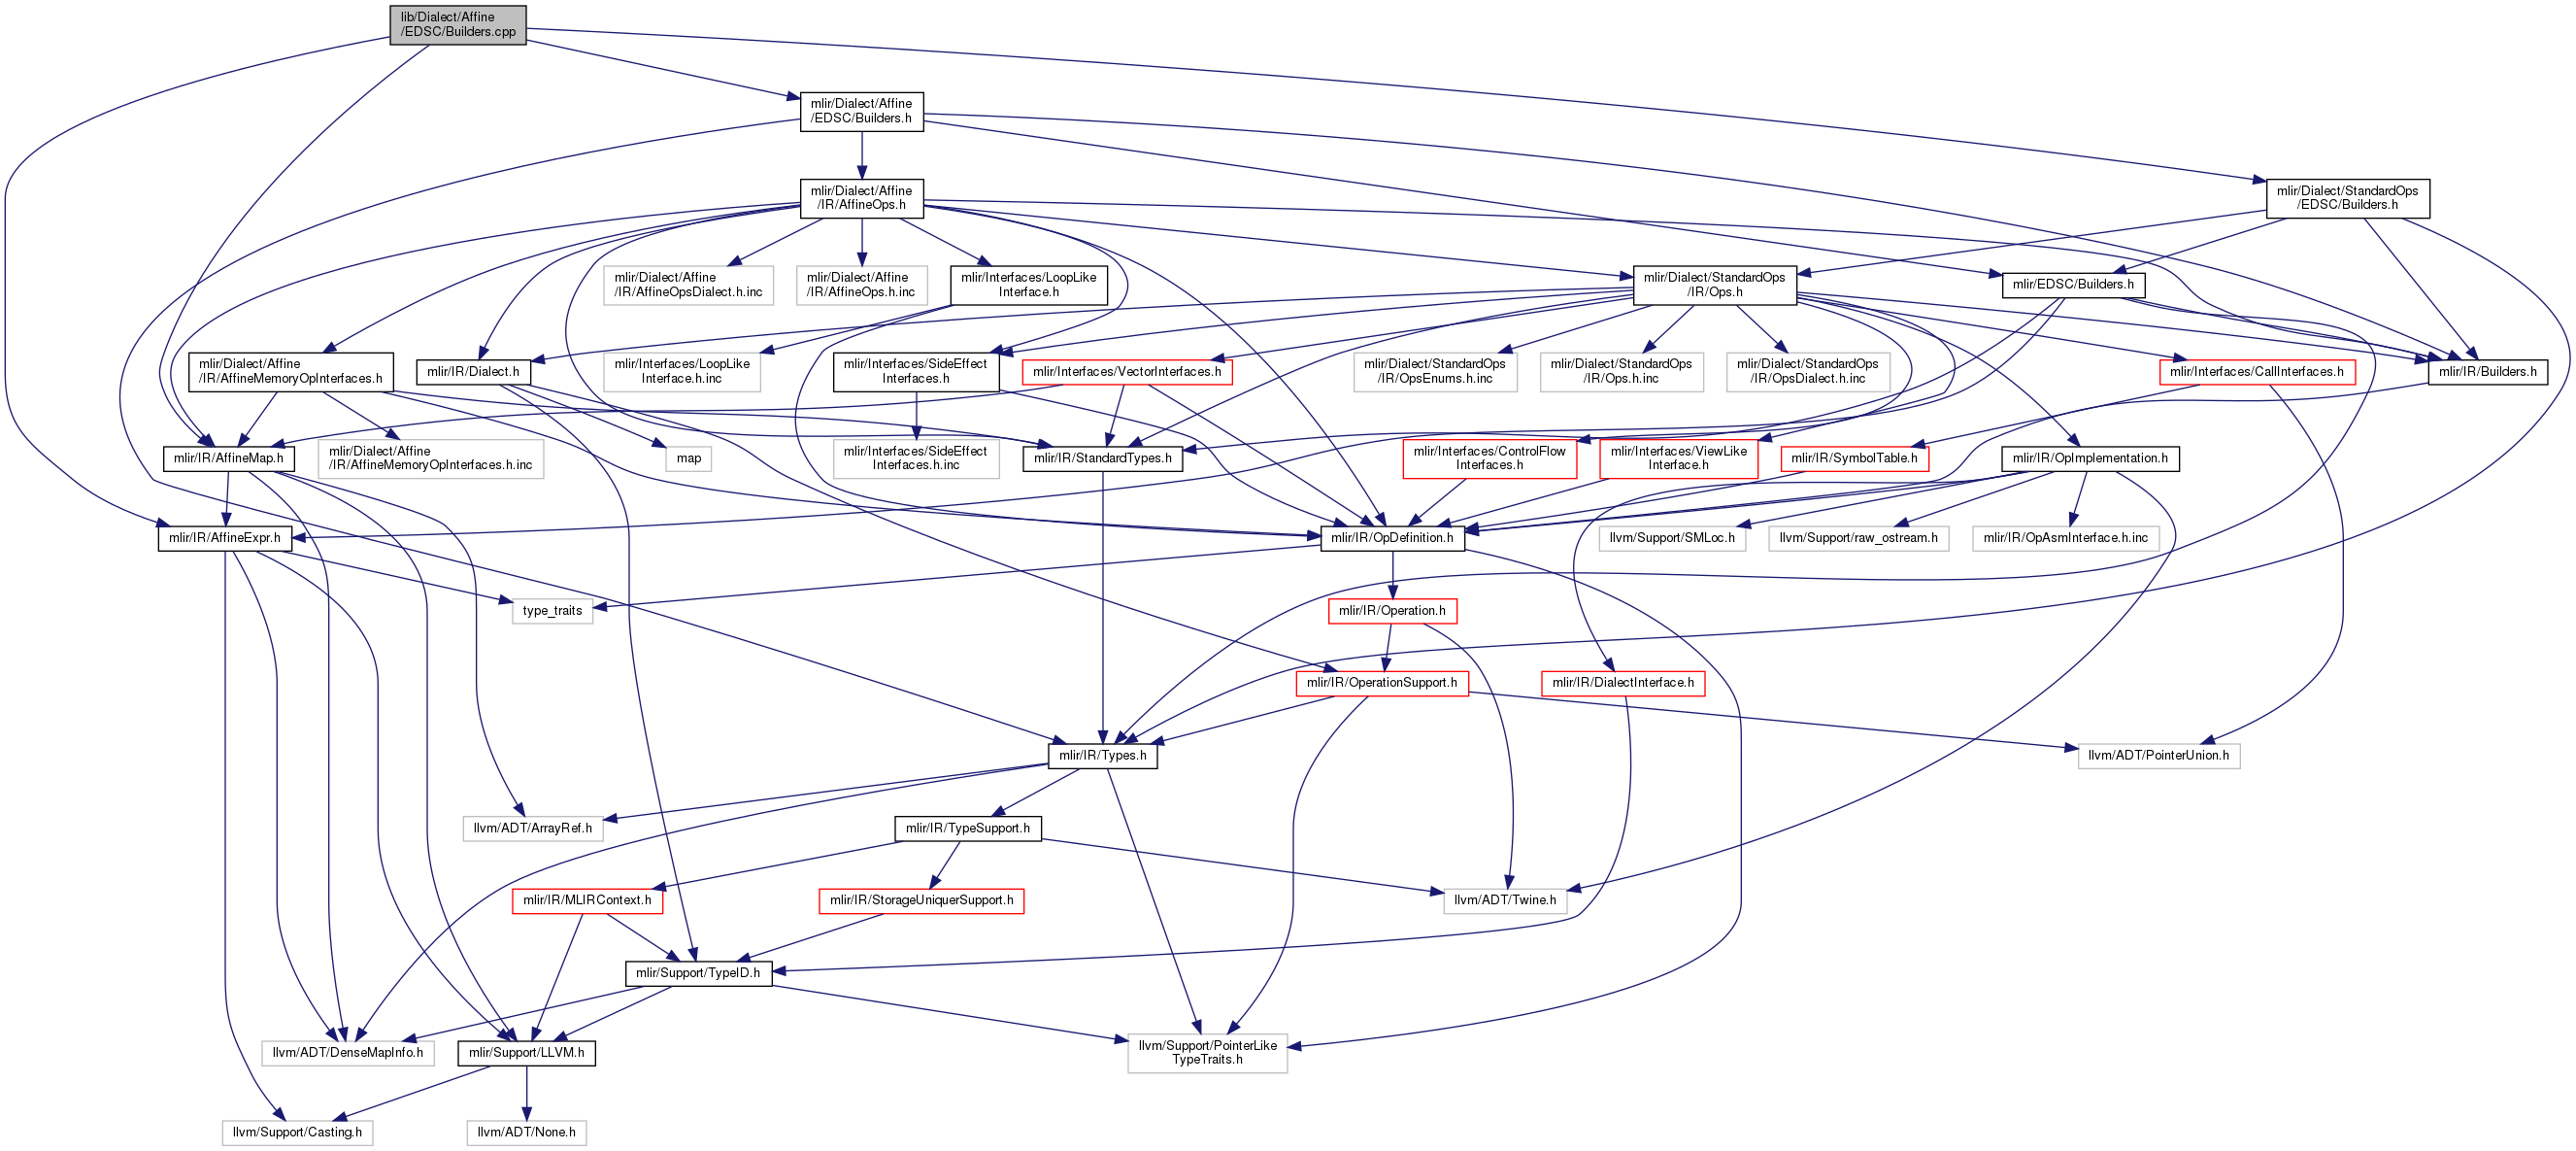 lib/Dialect/Affine
/EDSC/Builders.cpp
mlir/Dialect/Affine
/EDSC/Builders.h
mlir/Dialect/Affine
/IR/AffineOps.h
mlir/Dialect/StandardOps
/EDSC/Builders.h
mlir/Dialect/Affine
/IR/AffineOpsDialect.h.inc
mlir/Dialect/Affine
/IR/AffineOps.h.inc
mlir/Interfaces/LoopLike
Interface.h
mlir/Dialect/StandardOps
/IR/Ops.h
mlir/EDSC/Builders.h
mlir/Dialect/Affine
/IR/AffineMemoryOpInterfaces.h
mlir/IR/Dialect.h
mlir/Interfaces/LoopLike
Interface.h.inc
mlir/Interfaces/SideEffect
Interfaces.h
mlir/Interfaces/VectorInterfaces.h
mlir/Dialect/StandardOps
/IR/OpsEnums.h.inc
mlir/Dialect/StandardOps
/IR/Ops.h.inc
mlir/Dialect/StandardOps
/IR/OpsDialect.h.inc
mlir/Interfaces/CallInterfaces.h
mlir/IR/Builders.h
mlir/IR/AffineMap.h
mlir/Dialect/Affine
/IR/AffineMemoryOpInterfaces.h.inc
map
mlir/Interfaces/SideEffect
Interfaces.h.inc
mlir/IR/StandardTypes.h
mlir/Interfaces/ControlFlow
Interfaces.h
mlir/Interfaces/ViewLike
Interface.h
mlir/IR/SymbolTable.h
mlir/IR/OpImplementation.h
mlir/IR/AffineExpr.h
mlir/IR/OpDefinition.h
llvm/Support/SMLoc.h
llvm/Support/raw_ostream.h
mlir/IR/OpAsmInterface.h.inc
type_traits
mlir/IR/Operation.h
mlir/IR/OperationSupport.h
mlir/IR/DialectInterface.h
mlir/IR/Types.h
llvm/ADT/PointerUnion.h
llvm/ADT/ArrayRef.h
mlir/IR/TypeSupport.h
mlir/IR/MLIRContext.h
mlir/IR/StorageUniquerSupport.h
llvm/ADT/Twine.h
mlir/Support/TypeID.h
llvm/ADT/DenseMapInfo.h
mlir/Support/LLVM.h
llvm/Support/PointerLike
TypeTraits.h
llvm/Support/Casting.h
llvm/ADT/None.h